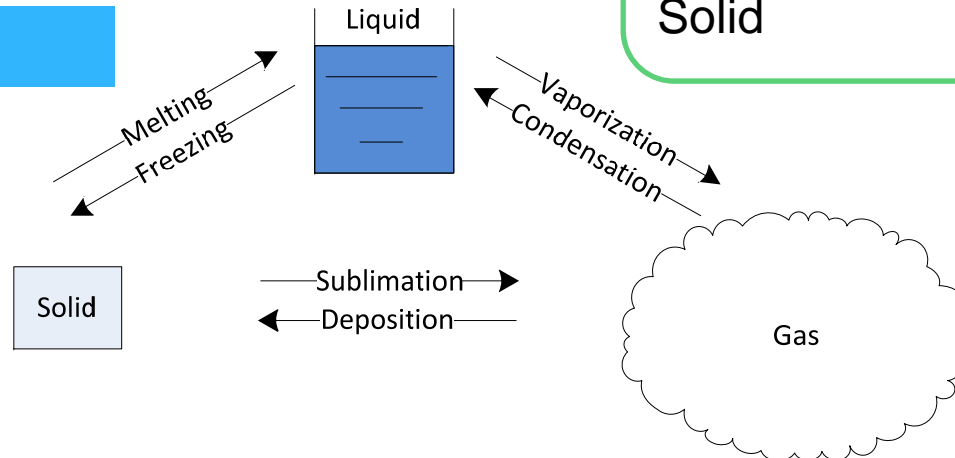 Solid
Liquid
Melting
Freezing
Vaporization
Condensation
Sublimation
Deposition
Solid
Gas